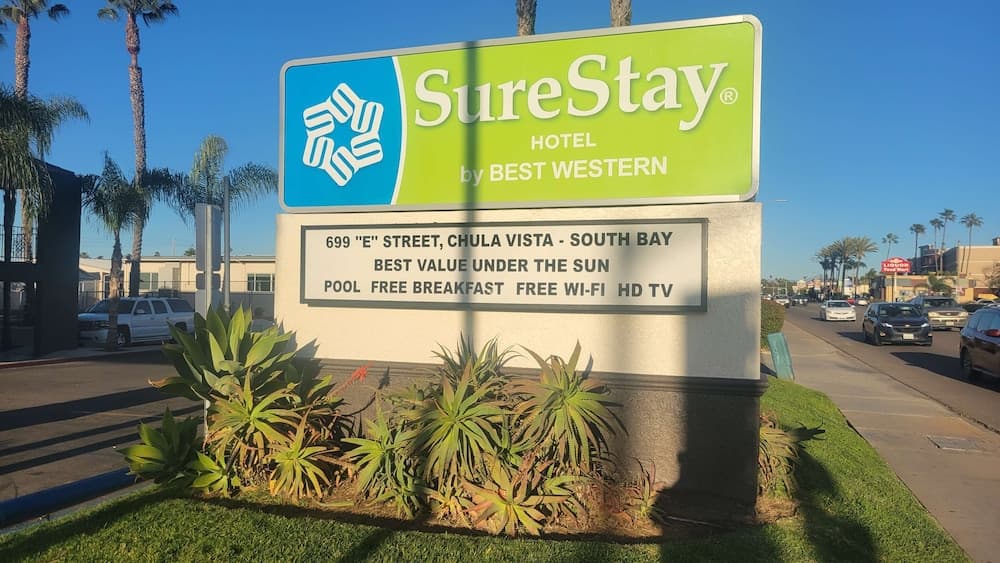 SureStay®
HOTEL
by BEST WESTERN
699 "E" STREET, CHULA VISTA - SOUTH BAY
BEST VALUE UNDER THE SUN
POOL FREE BREAKFAST FREE WI-FI HD TV
LIQUOR